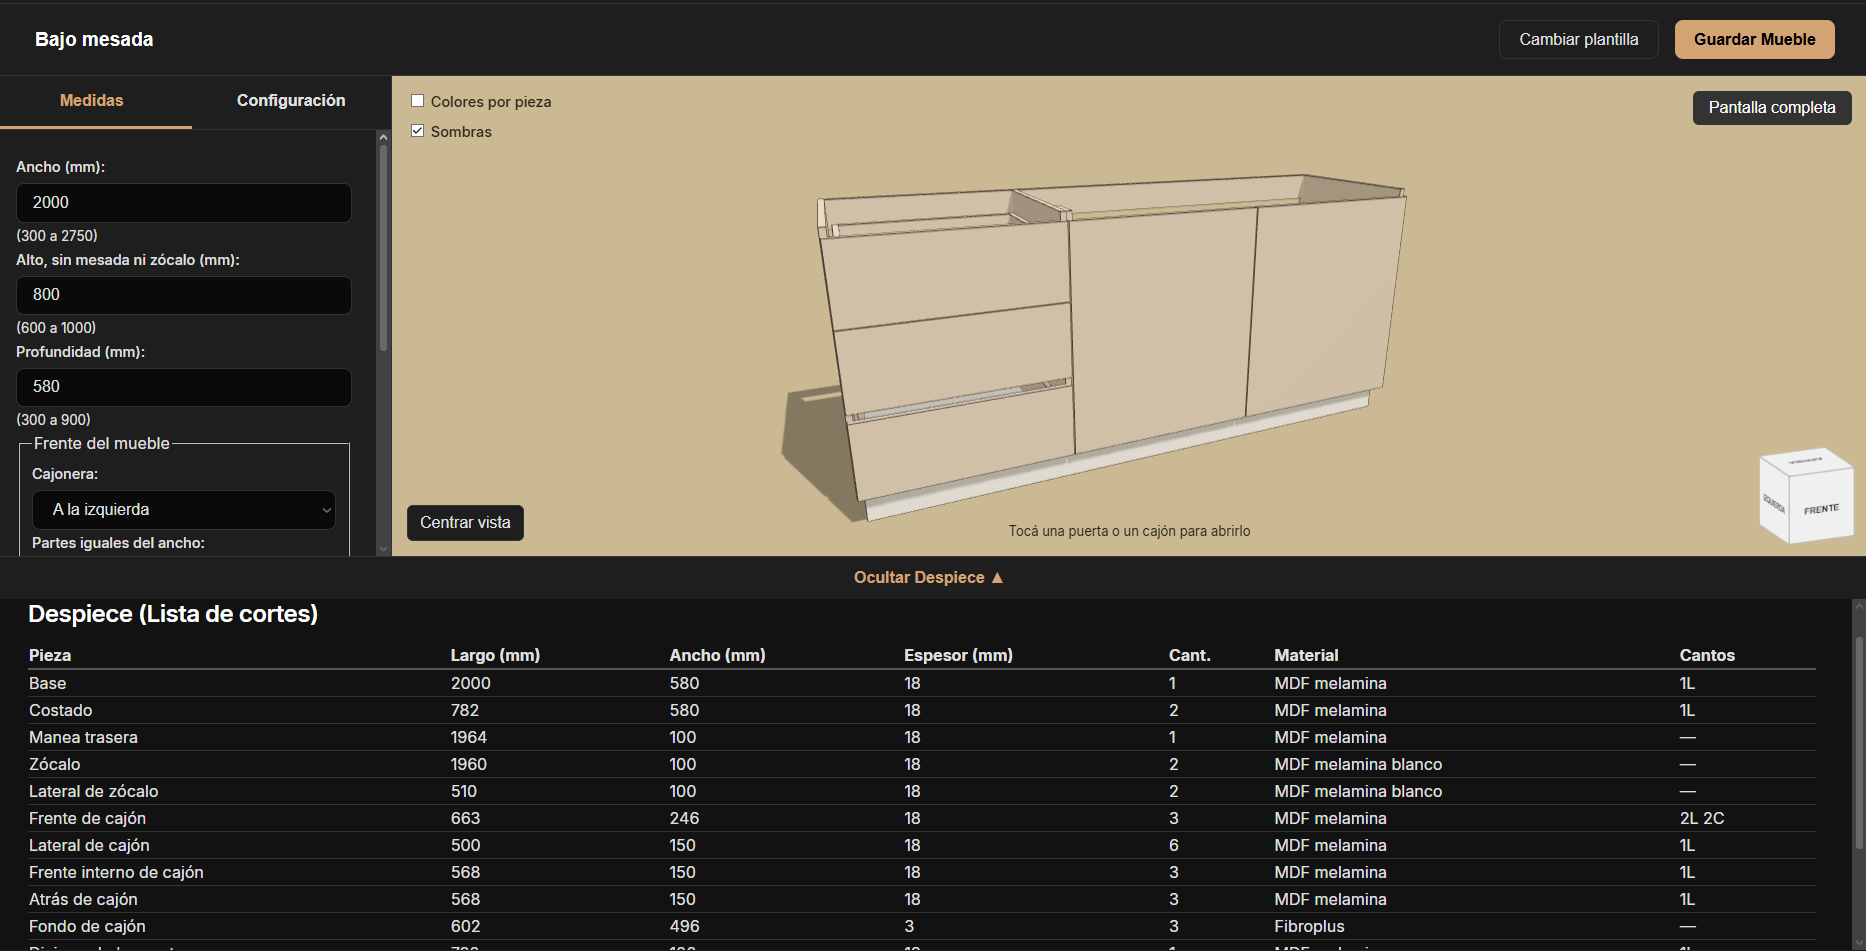 Bajo mesada
Cambiar plantilla
Guardar Mueble
Medidas
Configuración
Ancho (mm):
2000
(300 a 2750)
Alto, sin mesada ni zócalo (mm):
800
(600 a 1000)
Profundidad (mm):
580
(300 a 900)
Frente del mueble
Cajonera:
A la izquierda
Partes iguales del ancho:
Colores por pieza
Sombras
Pantalla completa
Centrar vista
Tocá una puerta o un cajón para abrirlo
ARRIBA
IZQUIERDA
FRENTE
Ocultar Despiece ▲
Despiece (Lista de cortes)
Pieza Largo (mm) Ancho (mm) Espesor (mm) Cant. Material Cantos
Base 2000 580 18 1 MDF melamina 1L
Costado 782 580 18 2 MDF melamina 1L
Manea trasera 1964 100 18 1 MDF melamina —
Zócalo 1960 100 18 2 MDF melamina blanco —
Lateral de zócalo 510 100 18 2 MDF melamina blanco —
Frente de cajón 663 246 18 3 MDF melamina 2L 2C
Lateral de cajón 500 150 18 6 MDF melamina 1L
Frente interno de cajón 568 150 18 3 MDF melamina 1L
Atrás de cajón 568 150 18 3 MDF melamina 1L
Fondo de cajón 602 496 3 3 Fibroplus —